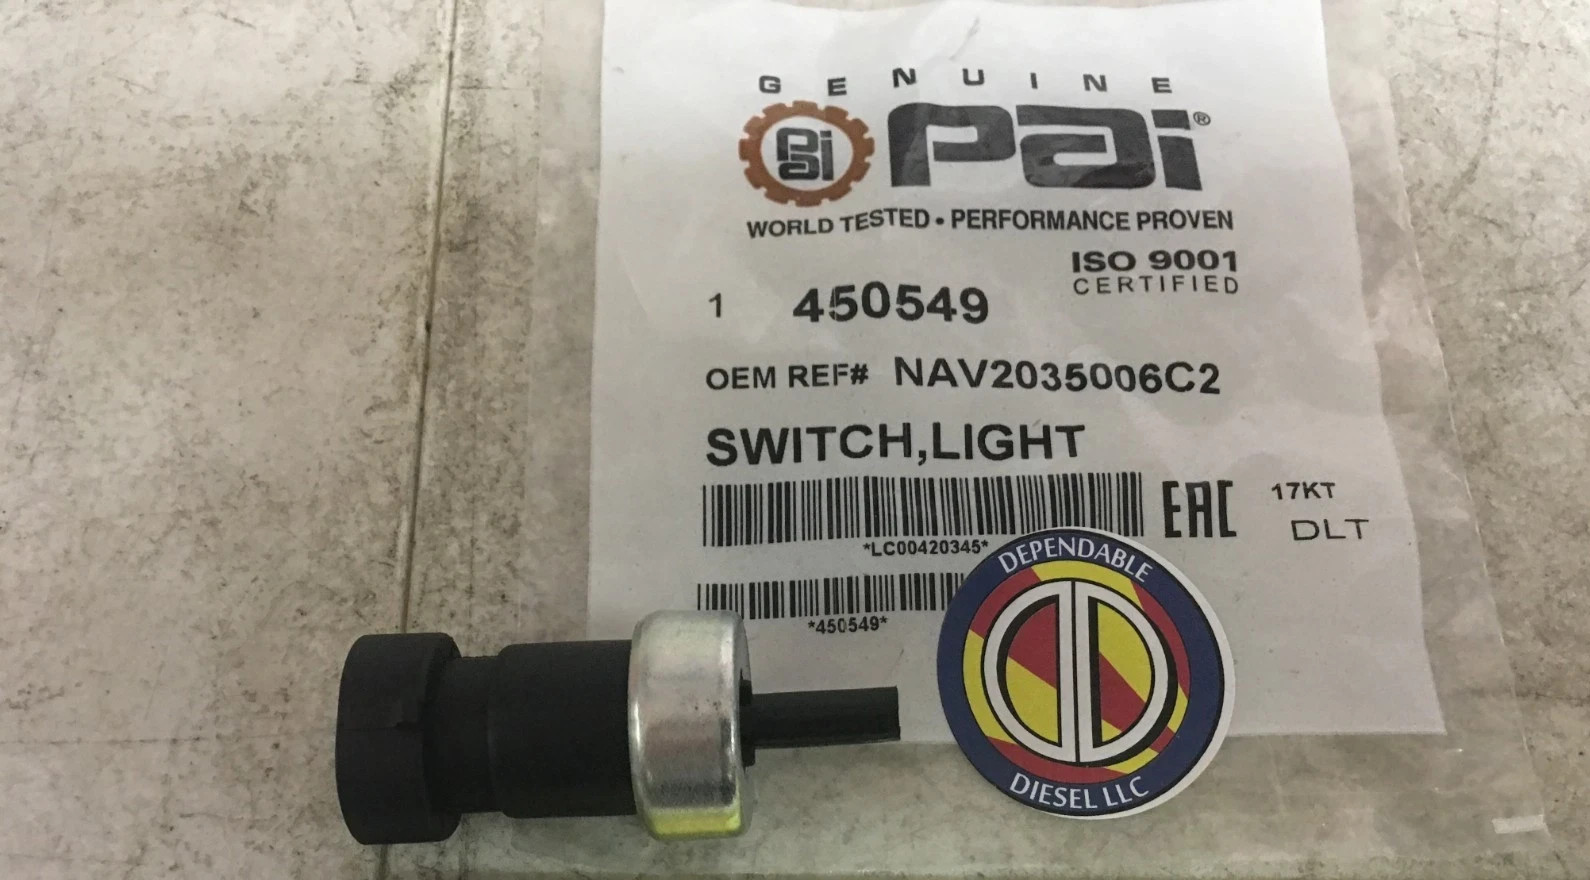 GENUINE
pai
pai®
WORLD TESTED • PERFORMANCE PROVEN
ISO 9001
CERTIFIED
1 450549
OEM REF# NAV2035006C2
SWITCH,LIGHT
EAC 17KT
DLT
*LC00420345*
*450549*
DEPENDABLE
D
DIESEL LLC